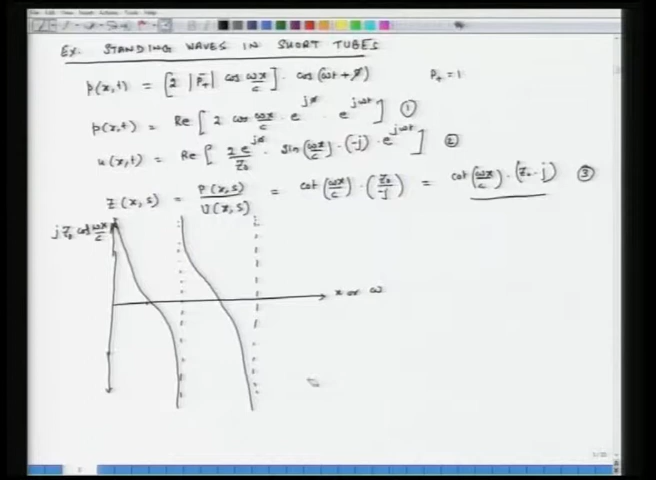 Ex. STANDING WAVES IN SHORT TUBES
p(x,t) = [2 |P₊| cos ωx/c] · cos (ωt + φ) P₊ = 1
p(x,t) = Re [2 cos ωx/c · e^jφ · e^jωt] ①
u(x,t) = Re [2 e^jφ/Z₀ · sin(ωx/c) · (-j) · e^jωt] ②
Z(x,s) = P(x,s)/U(x,s) = cot(ωx/c) · (Z₀/-j) = cot(ωx/c) · (Z₀ · j) ③
j Z₀ cot ωx/c
x or ω